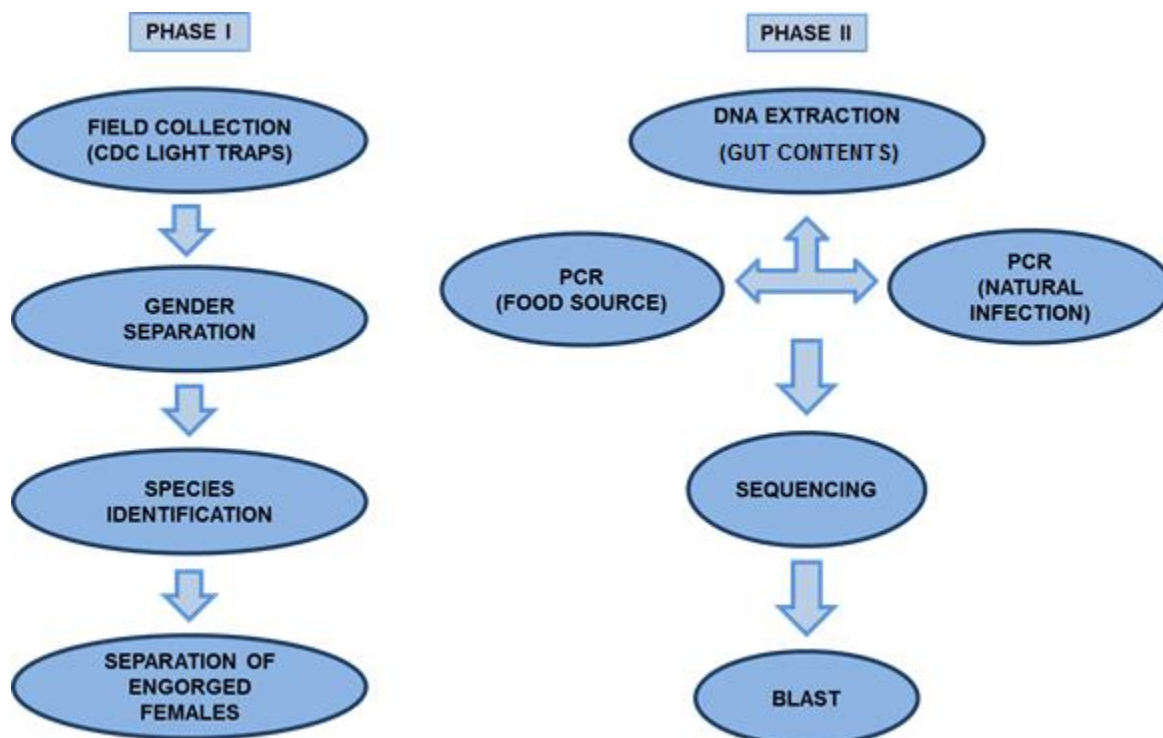 PHASE I
FIELD COLLECTION
(CDC LIGHT TRAPS)
GENDER
SEPARATION
SPECIES
IDENTIFICATION
SEPARATION OF
ENGORGED
FEMALES
PHASE II
DNA EXTRACTION
(GUT CONTENTS)
PCR
(FOOD SOURCE)
PCR
(NATURAL
INFECTION)
SEQUENCING
BLAST